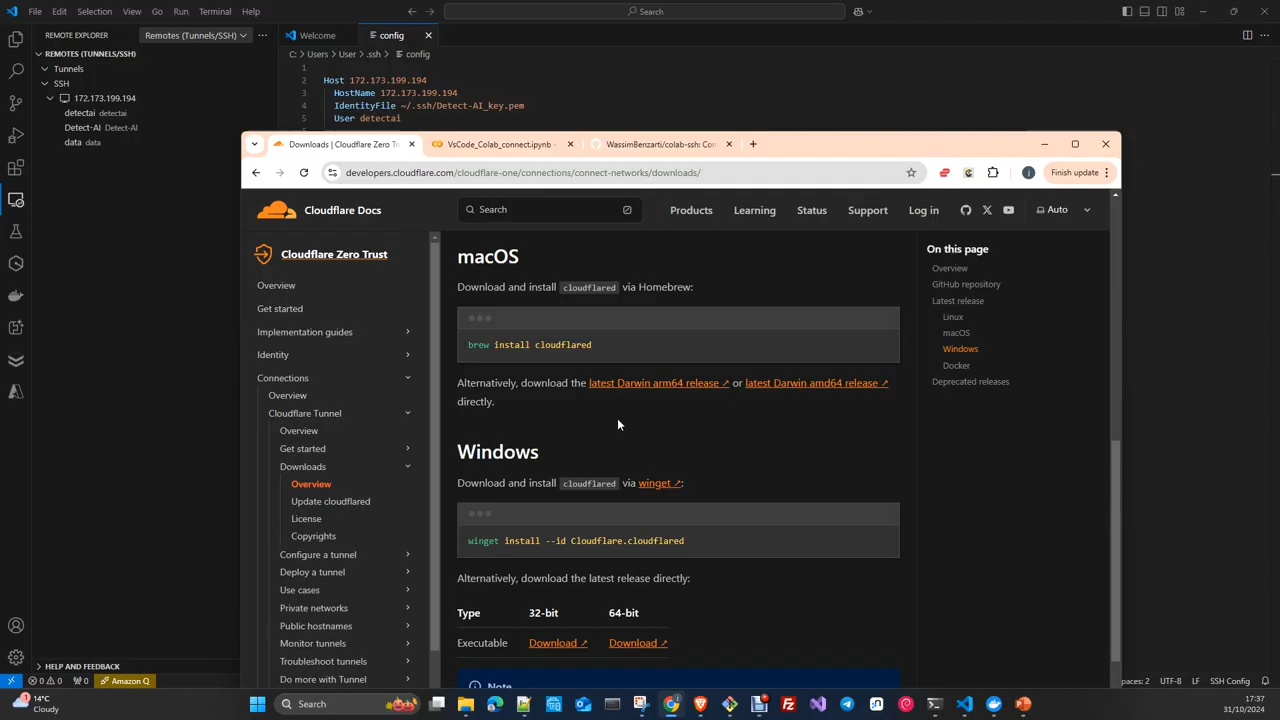 File Edit Selection View Go Run Terminal Help
Search
REMOTE EXPLORER
Remotes (Tunnels/SSH)
REMOTES (TUNNELS/SSH)
Tunnels
SSH
172.173.199.194
detectai detectai
Detect-AI Detect-AI
data data
Welcome
config
C: > Users > User > .ssh > config
1
2 Host 172.173.199.194
3 HostName 172.173.199.194
4 IdentityFile ~/.ssh/Detect-AI_key.pem
5 User detectai
Downloads | Cloudflare Zero Tr
VsCode_Colab_connect.ipynb -
WassimBenzarti/colab-ssh: Con
developers.cloudflare.com/cloudflare-one/connections/connect-networks/downloads/
Finish update
Cloudflare Docs
Search
Products Learning Status Support Log in
Auto
Cloudflare Zero Trust
Overview
Get started
Implementation guides
Identity
Connections
Overview
Cloudflare Tunnel
Overview
Get started
Downloads
Overview
Update cloudflared
License
Copyrights
Configure a tunnel
Deploy a tunnel
Use cases
Private networks
Public hostnames
Monitor tunnels
Troubleshoot tunnels
Do more with Tunnel
macOS
Download and install cloudflared via Homebrew:
brew install cloudflared
Alternatively, download the latest Darwin arm64 release ↗ or latest Darwin amd64 release ↗
directly.
Windows
Download and install cloudflared via winget ↗:
winget install --id Cloudflare.cloudflared
Alternatively, download the latest release directly:
Type 32-bit 64-bit
Executable Download ↗ Download ↗
Note
On this page
Overview
GitHub repository
Latest release
Linux
macOS
Windows
Docker
Deprecated releases
HELP AND FEEDBACK
0 0 0 Amazon Q
paces: 2 UTF-8 LF SSH Config
1
14°C
Cloudy
Search
17:37
31/10/2024